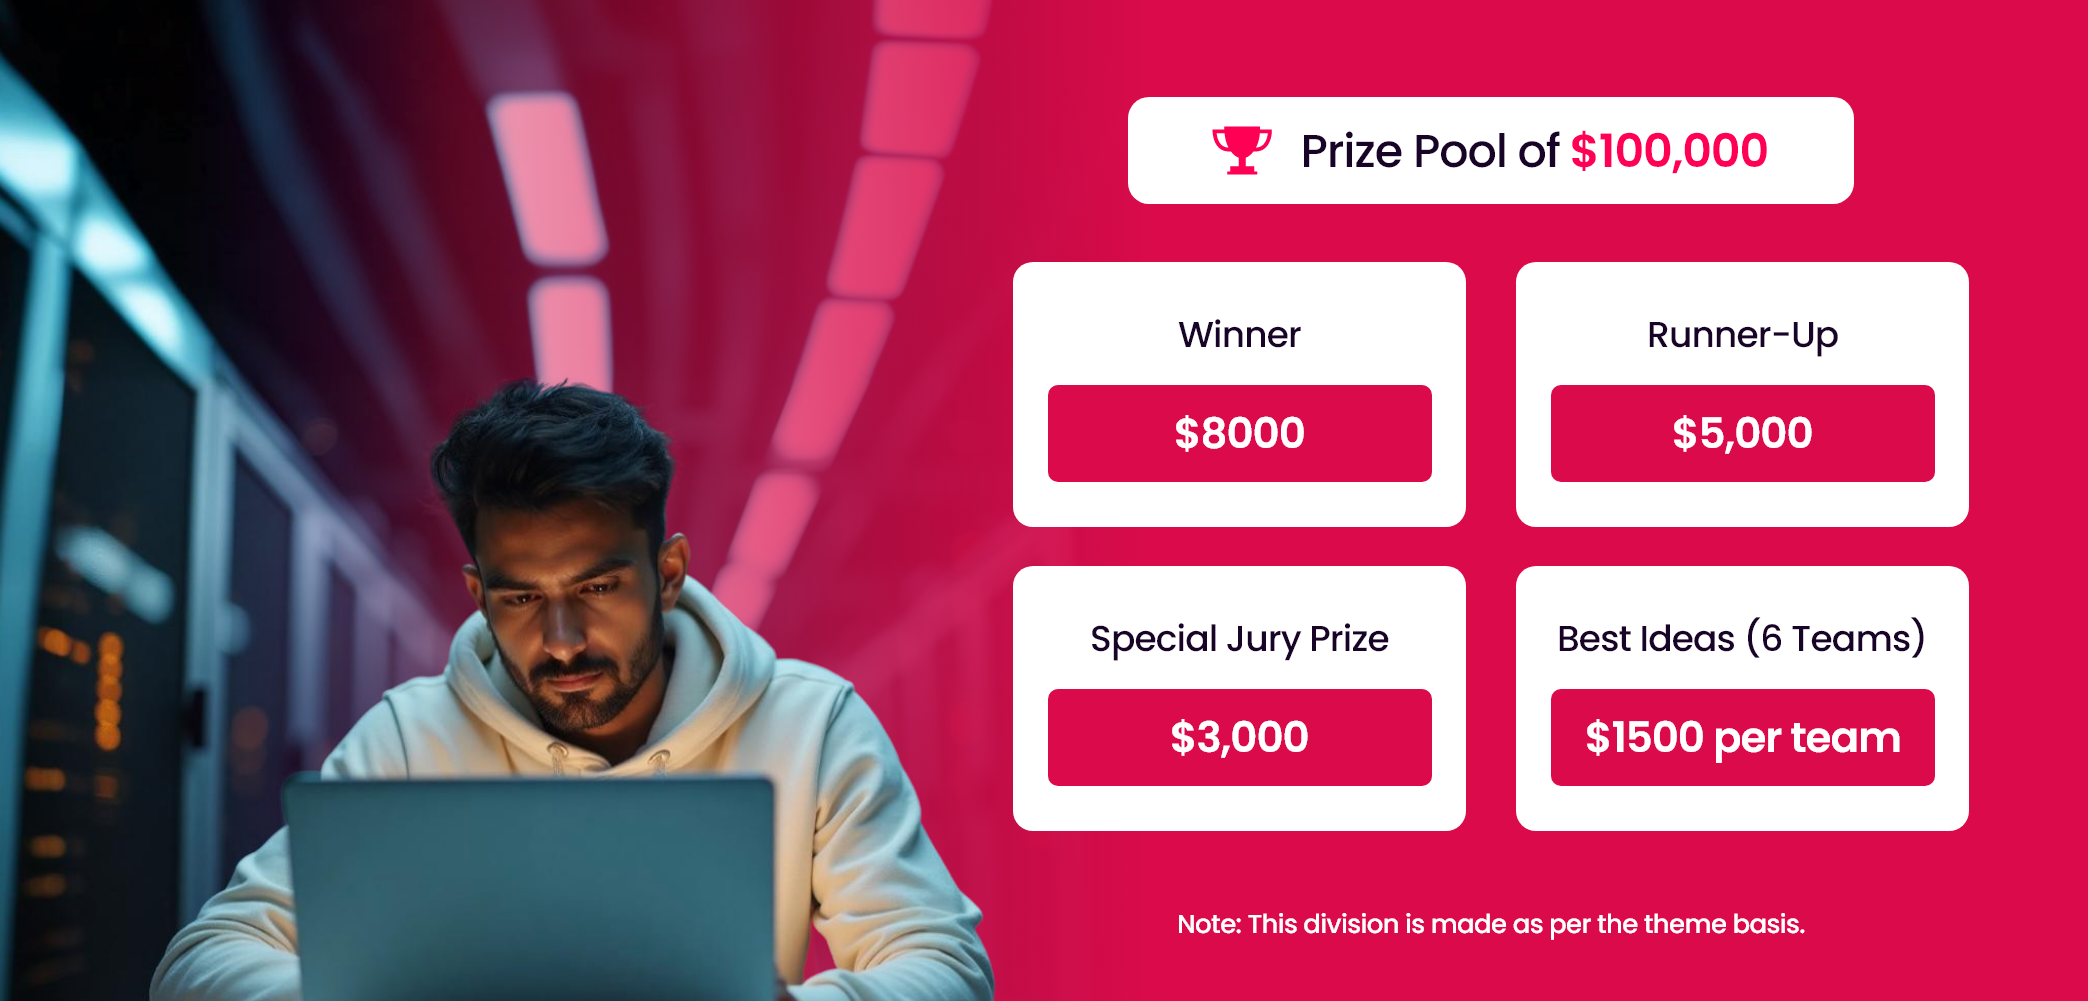 Prize Pool of $100,000
Winner
$8000
Runner-Up
$5,000
Special Jury Prize
$3,000
Best Ideas (6 Teams)
$1500 per team
Note: This division is made as per the theme basis.